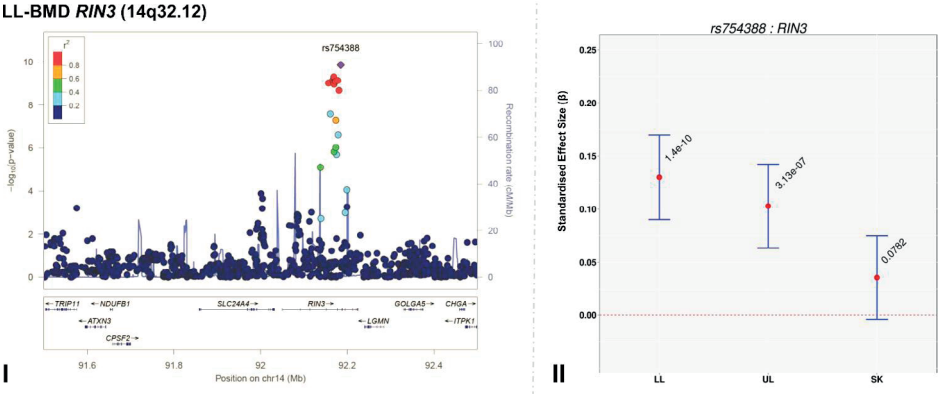 LL-BMD RIN3 (14q32.12)
rs754388
r²
0.8
0.6
0.4
0.2
−log₁₀(p-value)
10
8
6
4
2
0
Recombination rate (cM/Mb)
100
80
60
40
20
0
←TRIP11
←NDUFB1
SLC24A4→
RIN3→
GOLGA5→
CHGA→
←ATXN3
←LGMN
←ITPK1
CPSF2→
91.6
91.8
92
92.2
92.4
Position on chr14 (Mb)
I
rs754388 : RIN3
Standardised Effect Size (β)
0.25
0.20
0.15
0.10
0.05
0.00
1.4e-10
3.13e-07
0.0782
LL
UL
SK
II